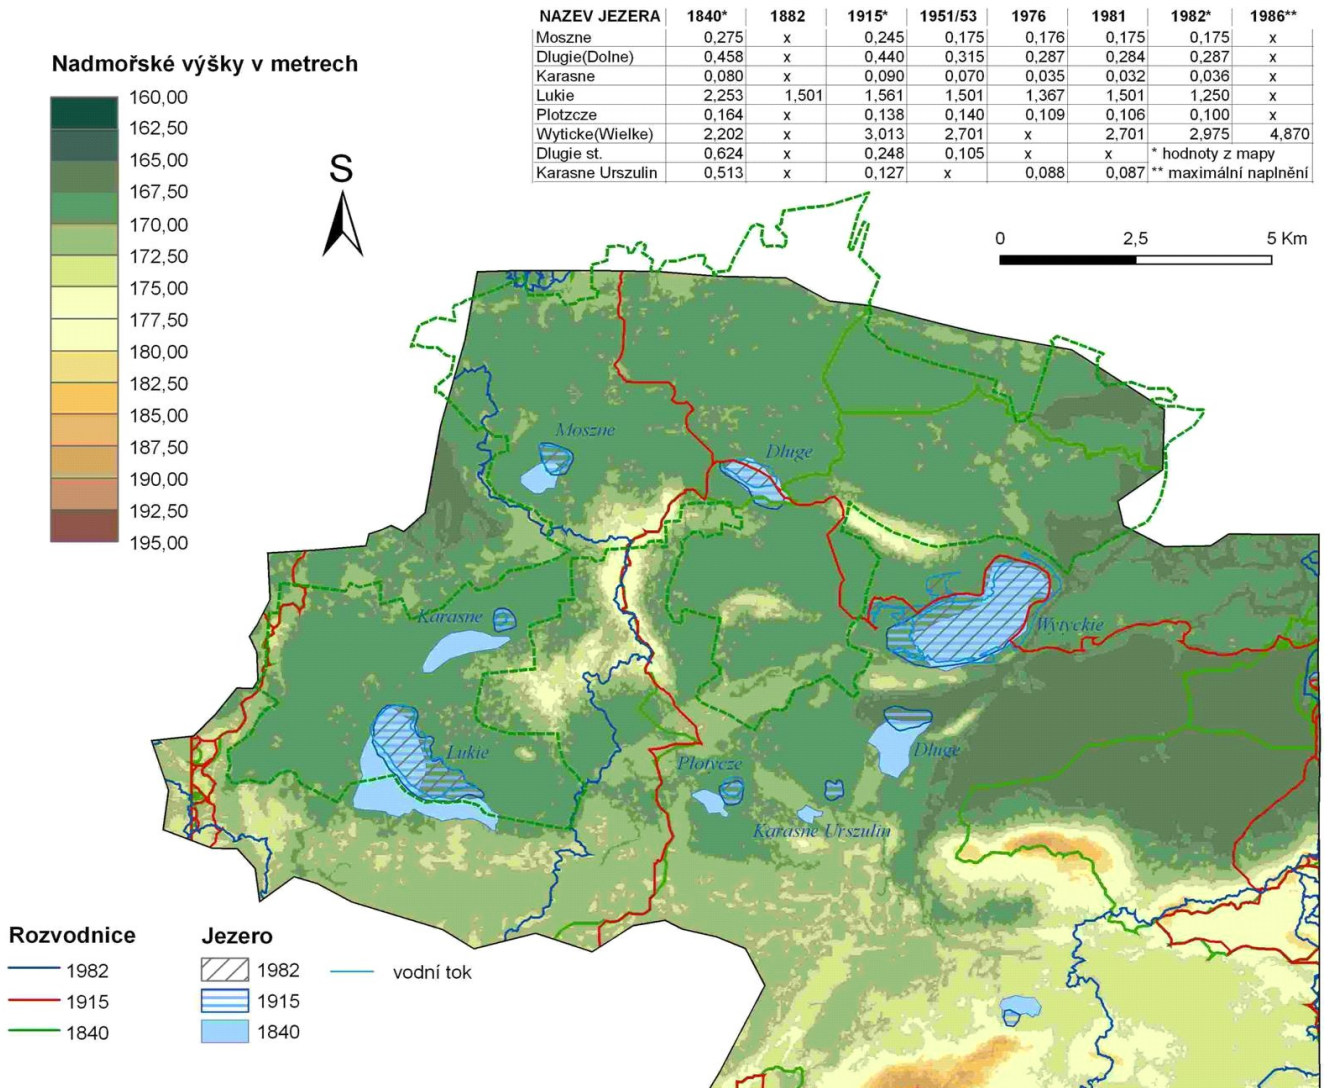 NAZEV JEZERA 1840* 1882 1915* 1951/53 1976 1981 1982* 1986**
Moszne 0,275 x 0,245 0,175 0,176 0,175 0,175 x
Dlugie(Dolne) 0,458 x 0,440 0,315 0,287 0,284 0,287 x
Karasne 0,080 x 0,090 0,070 0,035 0,032 0,036 x
Lukie 2,253 1,501 1,561 1,501 1,367 1,501 1,250 x
Plotzcze 0,164 x 0,138 0,140 0,109 0,106 0,100 x
Wyticke(Wielke) 2,202 x 3,013 2,701 x 2,701 2,975 4,870
Dlugie st. 0,624 x 0,248 0,105 x x * hodnoty z mapy
Karasne Urszulin 0,513 x 0,127 x 0,088 0,087 ** maximální naplnění
Nadmořské výšky v metrech
160,00
162,50
165,00
167,50
170,00
172,50
175,00
177,50
180,00
182,50
185,00
187,50
190,00
192,50
195,00
S
0 2,5 5 Km
Moszne
Dluge
Karasne
Wytyckie
Lukie
Dluge
Plotycze
Karasne Urszulin
Rozvodnice
1982
1915
1840
Jezero
1982
1915
1840
vodní tok